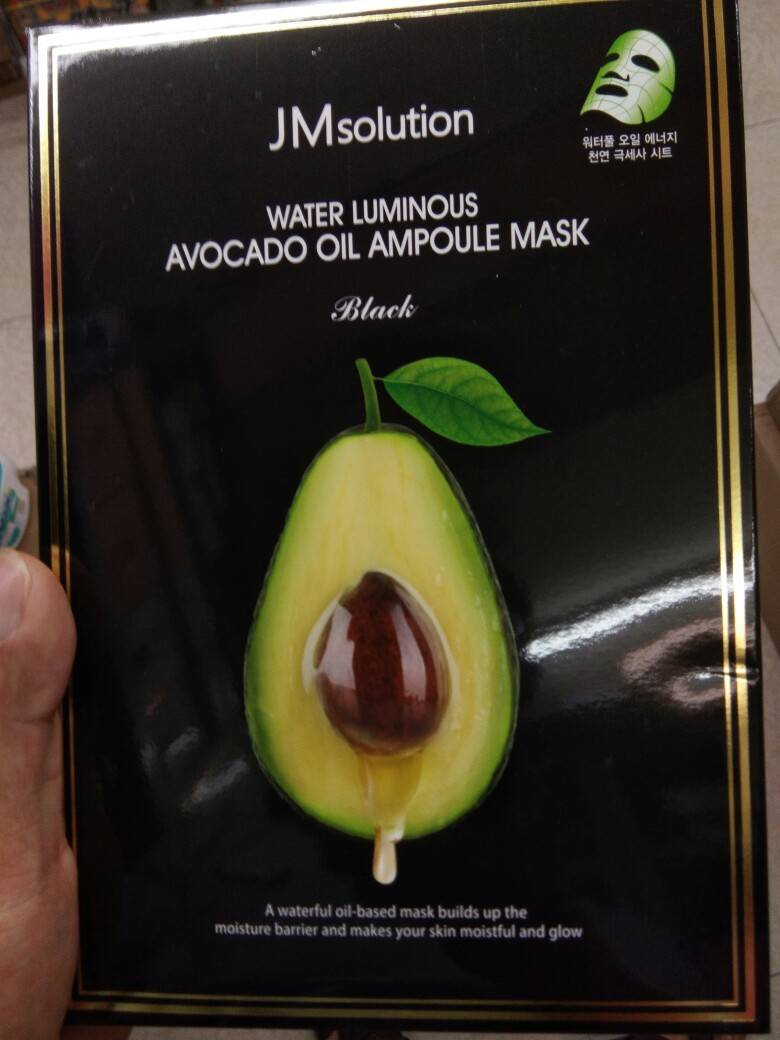 JMsolution
워터풀 오일 에너지
천연 극세사 시트
WATER LUMINOUS
AVOCADO OIL AMPOULE MASK
Black
A waterful oil-based mask builds up the
moisture barrier and makes your skin moistful and glow